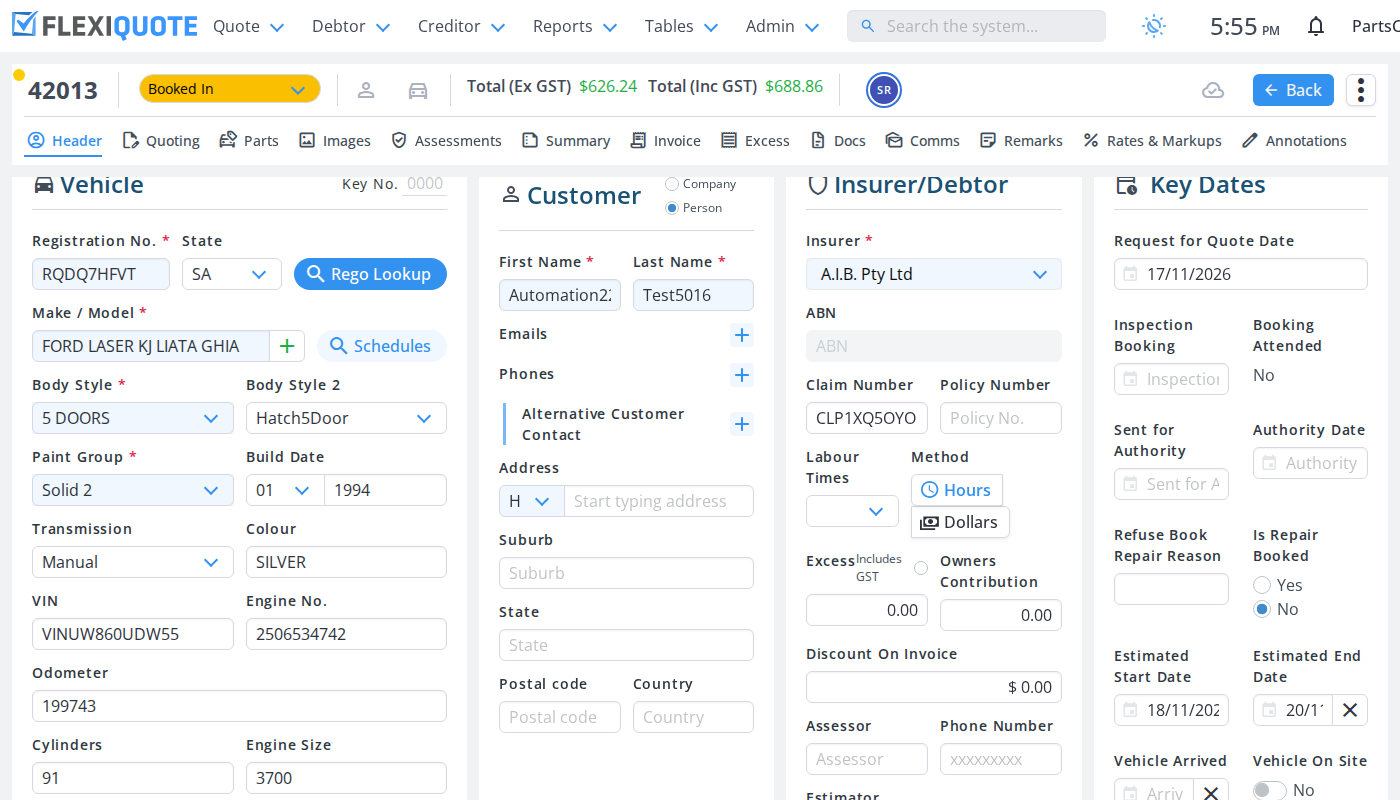 FLEXIQUOTE Quote Debtor Creditor Reports Tables Admin Search the system... 5:55 PM
42013 Booked In Total (Ex GST) $626.24 Total (Inc GST) $688.86 SR Back
Header Quoting Parts Images Assessments Summary Invoice Excess Docs Comms Remarks Rates & Markups Annotations
Vehicle Key No. 0000
Registration No. * State
RQDQ7HFVT SA Rego Lookup
Make / Model *
FORD LASER KJ LIATA GHIA Schedules
Body Style * Body Style 2
5 DOORS Hatch5Door
Paint Group * Build Date
Solid 2 01 1994
Transmission Colour
Manual SILVER
VIN Engine No.
VINUW860UDW55 2506534742
Odometer
199743
Cylinders Engine Size
91 3700
Customer
Company
Person
First Name * Last Name *
Test5016
Emails
Phones
Alternative Customer
Contact
Address
H Start typing address
Suburb
Suburb
State
State
Postal code Country
Postal code Country
Insurer/Debtor
Insurer *
A.I.B. Pty Ltd
ABN
ABN
Claim Number Policy Number
CLP1XQ5OYO Policy No.
Labour
Times
Method
Hours
Dollars
Excess Includes
GST
Owners
Contribution
0.00 0.00
Discount On Invoice
$ 0.00
Assessor Phone Number
Assessor xxxxxxxxx
Estimator
Key Dates
Request for Quote Date
17/11/2026
Inspection
Booking
Booking
Attended
No
Sent for
Authority
Authority Date
Sent for A Authority
Refuse Book
Repair Reason
Is Repair
Booked
Yes
No
Estimated
Start Date
Estimated End
Date
Vehicle Arrived Vehicle On Site
No